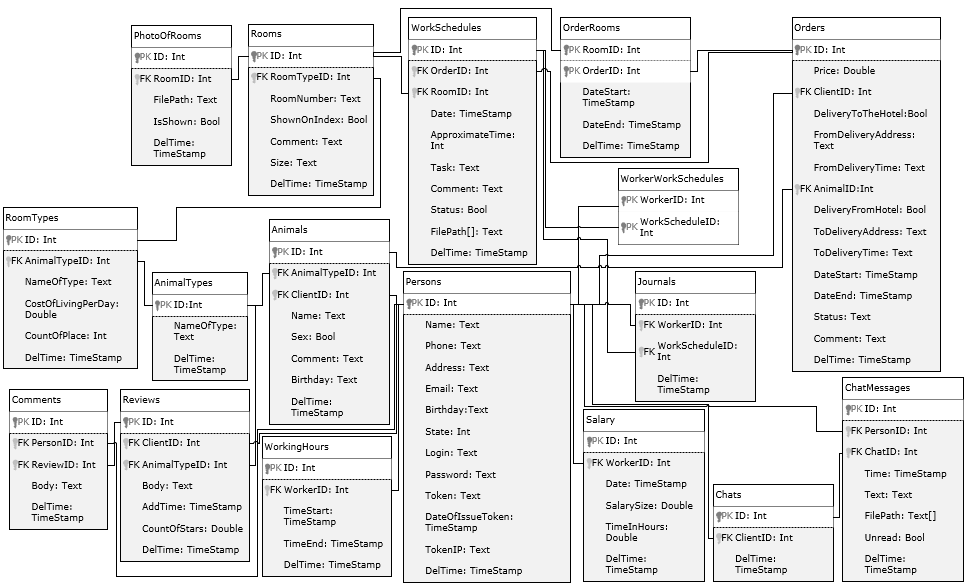 PhotoOfRooms
PK ID: Int
FK RoomID: Int
FilePath: Text
IsShown: Bool
DelTime:
TimeStamp
Rooms
PK ID: Int
FK RoomTypeID: Int
RoomNumber: Text
ShownOnIndex: Bool
Comment: Text
Size: Text
DelTime: TimeStamp
WorkSchedules
PK ID: Int
FK OrderID: Int
FK RoomID: Int
Date: TimeStamp
ApproximateTime:
Int
Task: Text
Comment: Text
Status: Bool
FilePath[]: Text
DelTime: TimeStamp
OrderRooms
PK RoomID: Int
PK OrderID: Int
DateStart:
TimeStamp
DateEnd: TimeStamp
DelTime: TimeStamp
Orders
PK ID: Int
Price: Double
FK ClientID: Int
DeliveryToTheHotel:Bool
FromDeliveryAddress:
Text
FromDeliveryTime: Text
FK AnimalID:Int
DeliveryFromHotel: Bool
ToDeliveryAddress: Text
ToDeliveryTime: Text
DateStart: TimeStamp
DateEnd: TimeStamp
Status: Text
Comment: Text
DelTime: TimeStamp
WorkerWorkSchedules
PK WorkerID: Int
PK WorkScheduleID:
Int
RoomTypes
PK ID: Int
FK AnimalTypeID: Int
NameOfType: Text
CostOfLivingPerDay:
Double
CountOfPlace: Int
DelTime: TimeStamp
AnimalTypes
PK ID:Int
NameOfType:
Text
DelTime:
TimeStamp
Animals
PK ID: Int
FK AnimalTypeID: Int
FK ClientID: Int
Name: Text
Sex: Bool
Comment: Text
Birthday: Text
DelTime:
TimeStamp
Persons
PK ID: Int
Name: Text
Phone: Text
Address: Text
Email: Text
Birthday:Text
State: Int
Login: Text
Password: Text
Token: Text
DateOfIssueToken:
TimeStamp
TokenIP: Text
DelTime: TimeStamp
Journals
PK ID: Int
FK WorkerID: Int
FK WorkScheduleID:
Int
DelTime:
TimeStamp
Comments
PK ID: Int
FK PersonID: Int
FK ReviewID: Int
Body: Text
DelTime:
TimeStamp
Reviews
PK ID: Int
FK ClientID: Int
FK AnimalTypeID: Int
Body: Text
AddTime: TimeStamp
CountOfStars: Double
DelTime: TimeStamp
WorkingHours
PK ID: Int
FK WorkerID: Int
TimeStart:
TimeStamp
TimeEnd: TimeStamp
DelTime: TimeStamp
Salary
PK ID: Int
FK WorkerID: Int
Date: TimeStamp
SalarySize: Double
TimeInHours:
Double
DelTime:
TimeStamp
Chats
PK ID: Int
FK ClientID: Int
DelTime:
TimeStamp
ChatMessages
PK ID: Int
FK PersonID: Int
FK ChatID: Int
Time: TimeStamp
Text: Text
FilePath: Text[]
Unread: Bool
DelTime:
TimeStamp